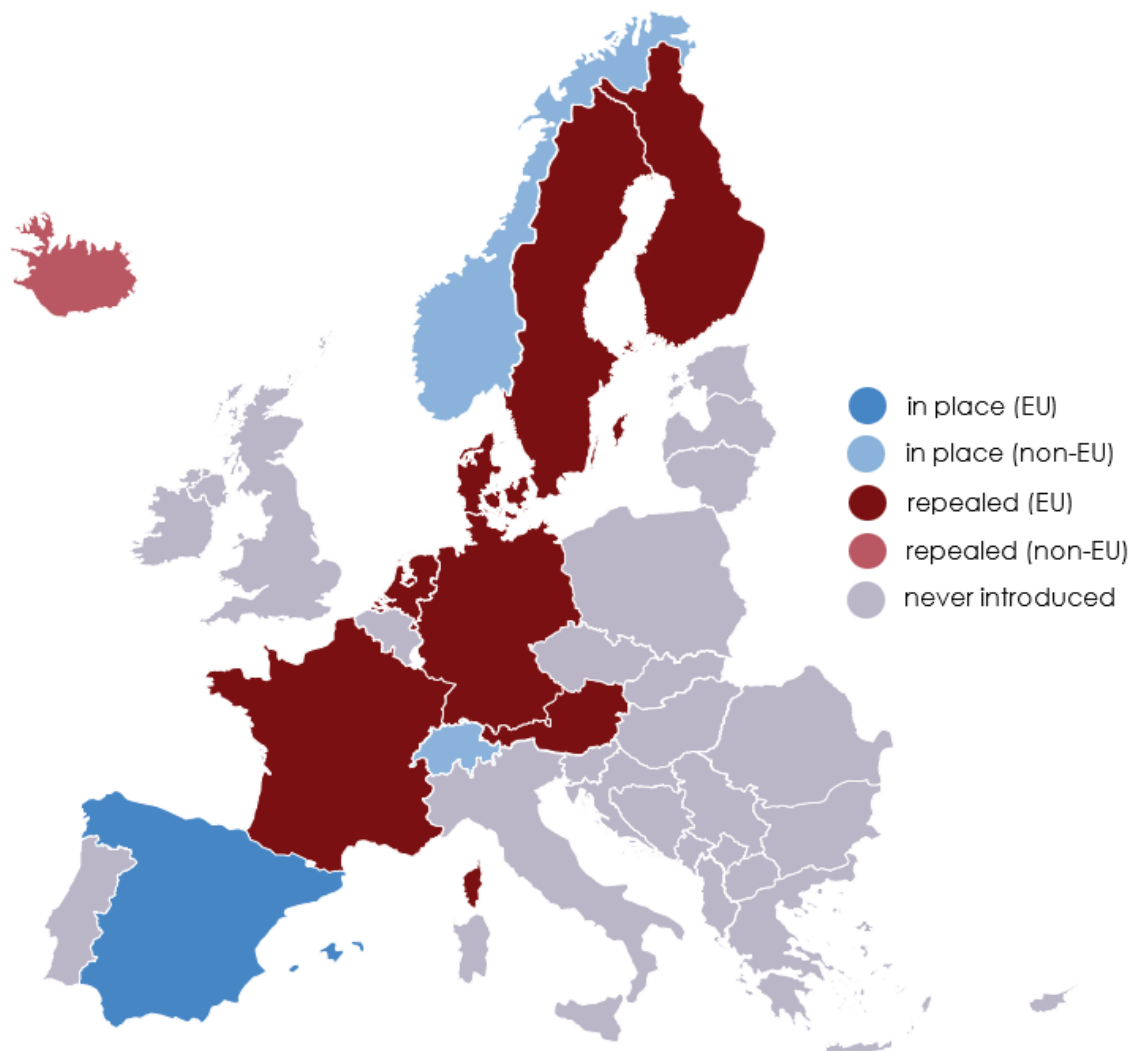 in place (EU)
in place (non-EU)
repealed (EU)
repealed (non-EU)
never introduced